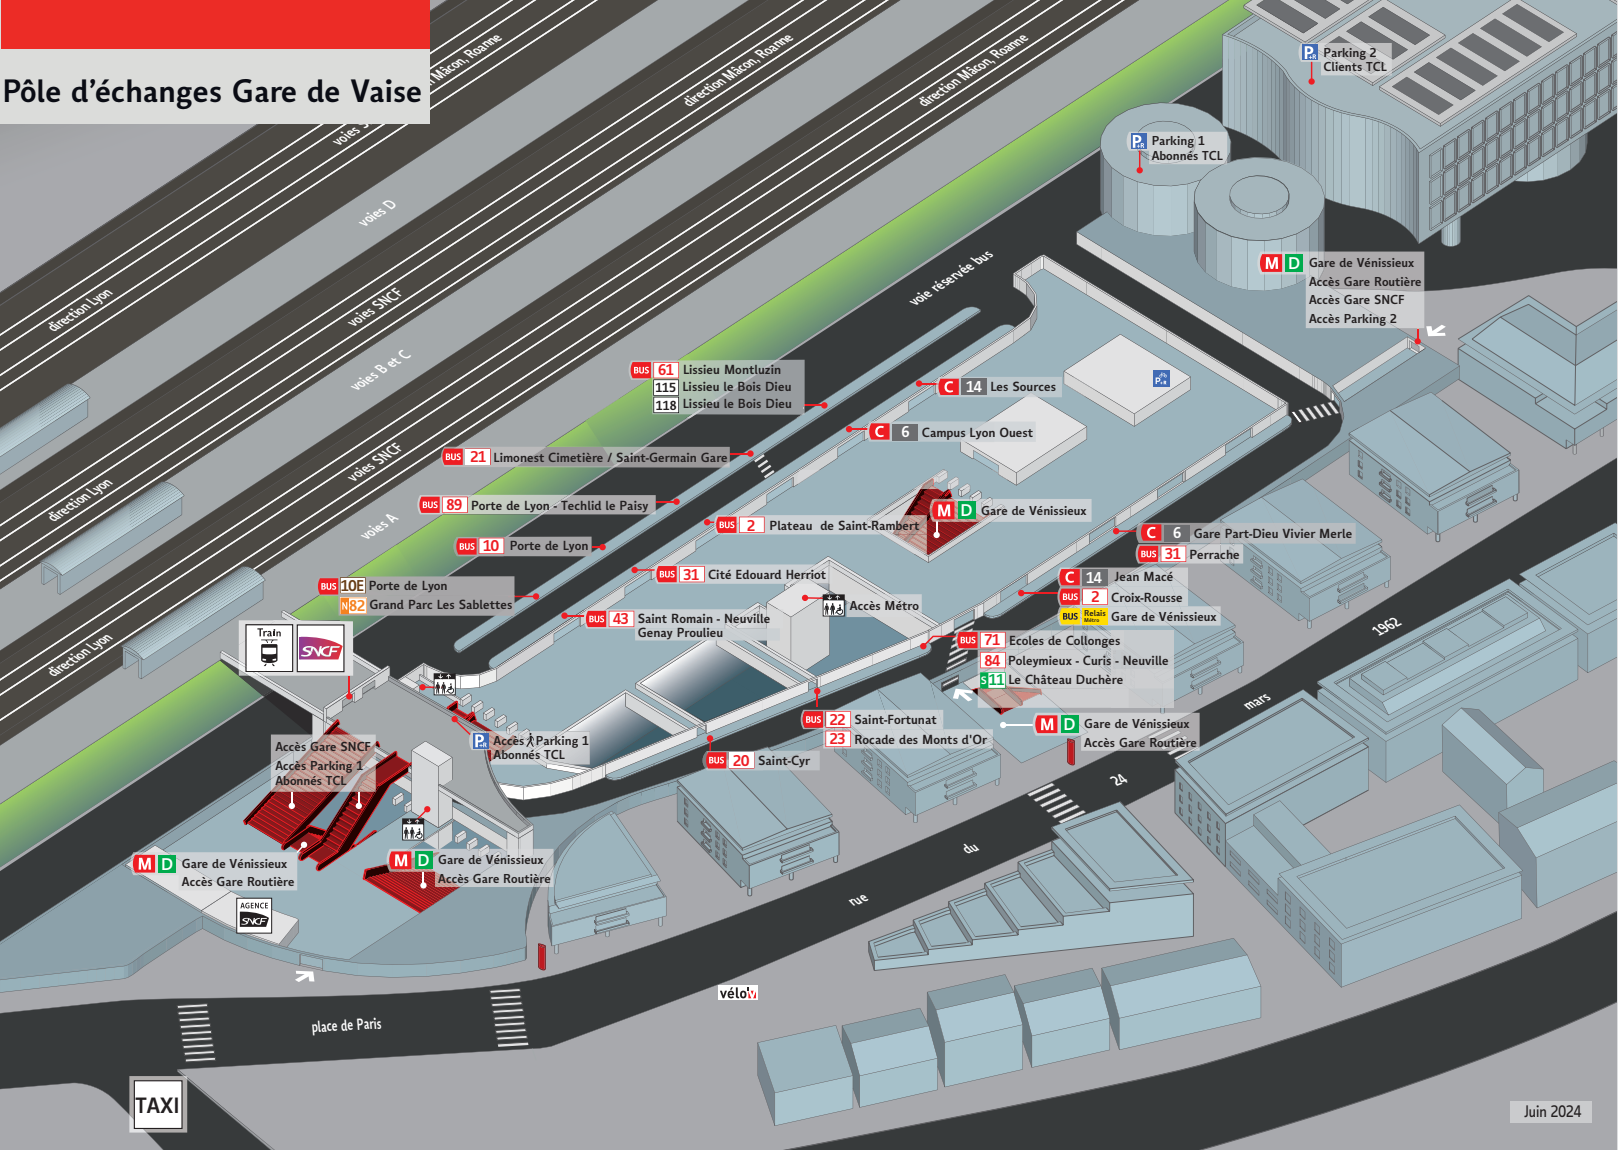 Pôle d'échanges Gare de Vaise
Mâcon, Roanne
direction Mâcon, Roanne
direction Mâcon, Roanne
voies D
voies SNCF
voies B et C
voies SNCF
voies A
direction Lyon
direction Lyon
direction Lyon
voie réservée bus
P+R Parking 2
Clients TCL
P+R Parking 1
Abonnés TCL
M D Gare de Vénissieux
Accès Gare Routière
Accès Gare SNCF
Accès Parking 2
BUS 61 Lissieu Montluzin
115 Lissieu le Bois Dieu
118 Lissieu le Bois Dieu
C 14 Les Sources
P+R
C 6 Campus Lyon Ouest
BUS 21 Limonest Cimetière / Saint-Germain Gare
BUS 89 Porte de Lyon - Techlid le Paisy
M D Gare de Vénissieux
BUS 2 Plateau de Saint-Rambert
C 6 Gare Part-Dieu Vivier Merle
BUS 31 Perrache
BUS 10 Porte de Lyon
BUS 31 Cité Edouard Herriot
C 14 Jean Macé
BUS 2 Croix-Rousse
BUS Relais Métro Gare de Vénissieux
BUS 10E Porte de Lyon
N82 Grand Parc Les Sablettes
Accès Métro
BUS 43 Saint Romain - Neuville
Genay Proulieu
BUS 71 Ecoles de Collonges
84 Poleymieux - Curis - Neuville
S11 Le Château Duchère
Train
SNCF
BUS 22 Saint-Fortunat
23 Rocade des Monts d'Or
M D Gare de Vénissieux
Accès Gare Routière
P+R Accès Parking 1
Abonnés TCL
BUS 20 Saint-Cyr
Accès Gare SNCF
Accès Parking 1
Abonnés TCL
M D Gare de Vénissieux
Accès Gare Routière
M D Gare de Vénissieux
Accès Gare Routière
AGENCE
SNCF
rue
du
24
mars
1962
vélo'v
place de Paris
TAXI
Juin 2024